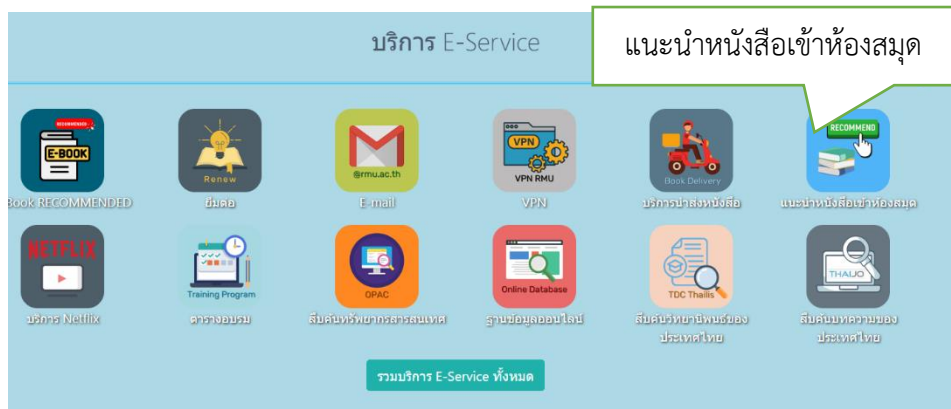 บริการ E-Service
แนะนำหนังสือเข้าห้องสมุด
RECOMMENDED
E-BOOK
Renew
@rmu.ac.th
VPN
VPN RMU
Book Delivery
RECOMMEND
Book RECOMMENDED
ยืมต่อ
E-mail
VPN
บริการนำส่งหนังสือ
แนะนำหนังสือเข้าห้องสมุด
NETFLIX
Training Program
OPAC
Online Database
TDC Thailis
THAIJO
บริการ Netflix
ตารางอบรม
สืบค้นทรัพยากรสารสนเทศ
ฐานข้อมูลออนไลน์
สืบค้นวิทยานิพนธ์ของ
ประเทศไทย
สืบค้นบทความของ
ประเทศไทย
รวมบริการ E-Service ทั้งหมด